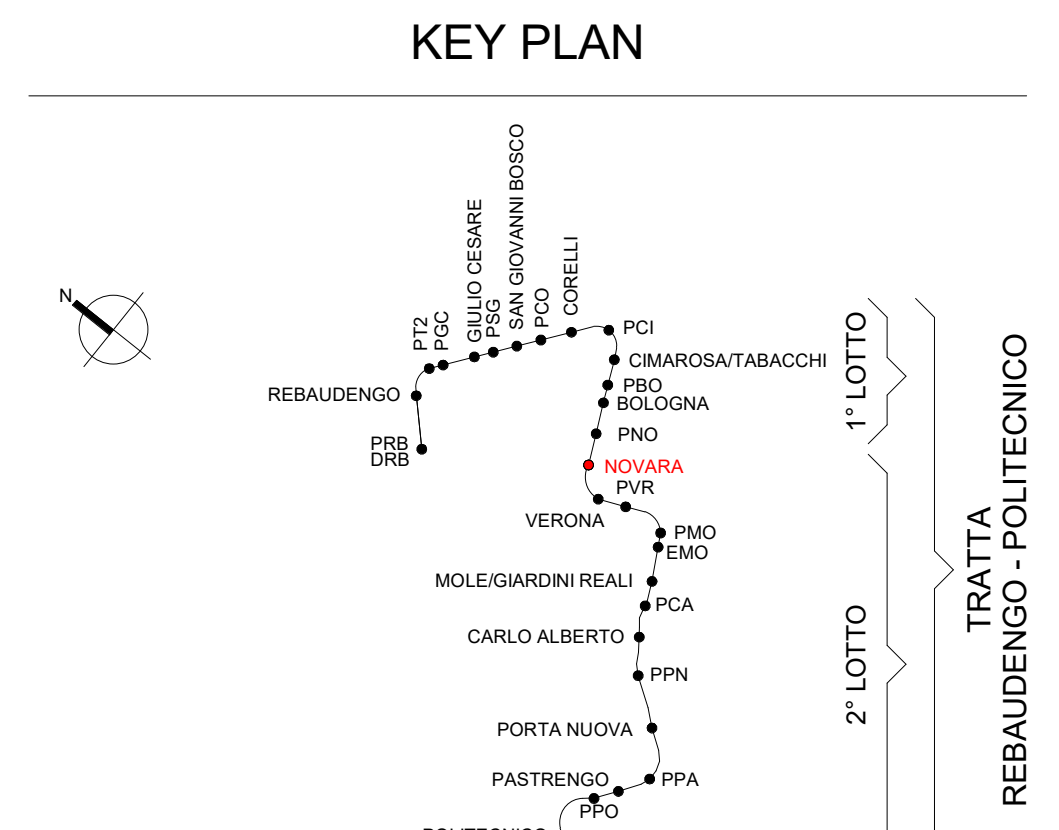 KEY PLAN
N
PT2
PGC
GIULIO CESARE
PSG
SAN GIOVANNI BOSCO
PCO
CORELLI
PCI
CIMAROSA/TABACCHI
REBAUDENGO
PBO
BOLOGNA
PNO
PRB
DRB
NOVARA
PVR
VERONA
PMO
EMO
MOLE/GIARDINI REALI
PCA
CARLO ALBERTO
PPN
PORTA NUOVA
PASTRENGO
PPA
PPO
POLITECNICO
1° LOTTO
2° LOTTO
TRATTA
REBAUDENGO - POLITECNICO